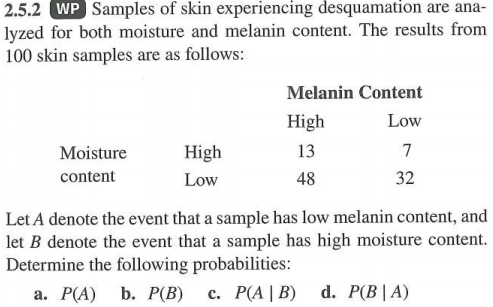 2.5.2 WP Samples of skin experiencing desquamation are ana-
lyzed for both moisture and melanin content. The results from
100 skin samples are as follows:
Melanin Content
High Low
Moisture High 13 7
content Low 48 32
Let A denote the event that a sample has low melanin content, and
let B denote the event that a sample has high moisture content.
Determine the following probabilities:
a. P(A) b. P(B) c. P(A | B) d. P(B | A)